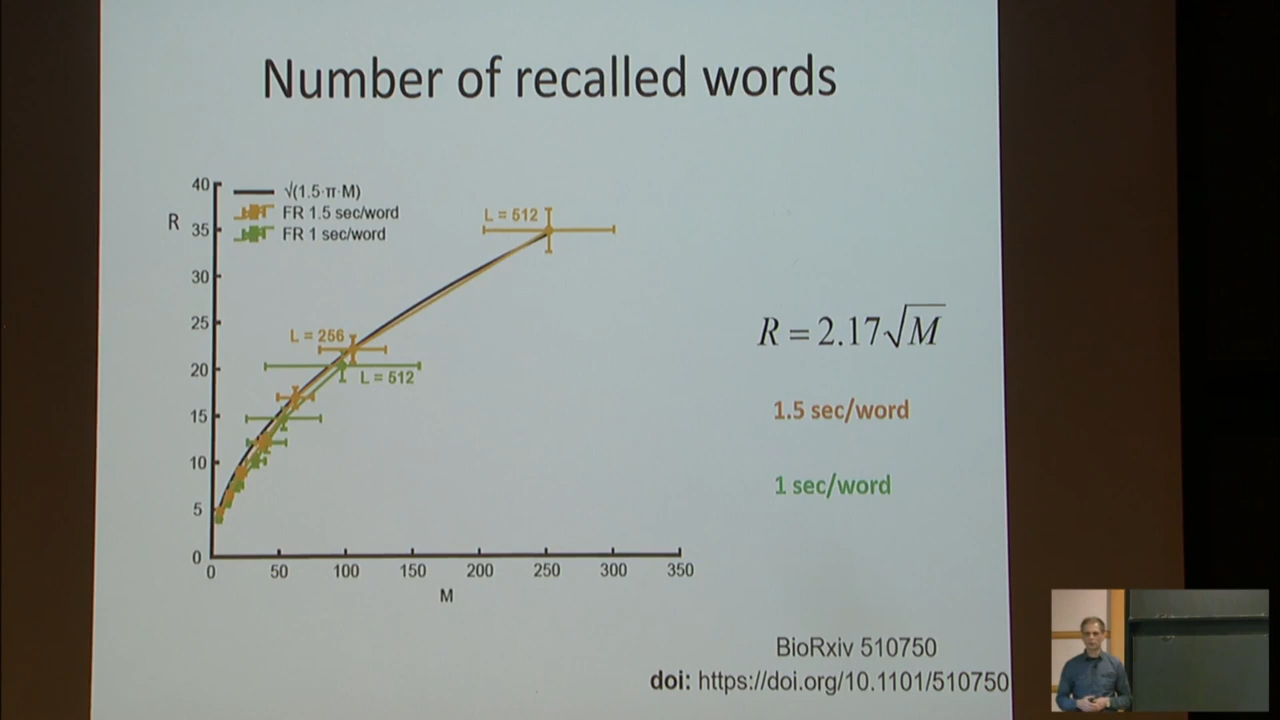 Number of recalled words
40
√(1.5·π·M)
FR 1.5 sec/word
FR 1 sec/word
R
35
30
25
20
15
10
5
0
L = 512
L = 256
L = 512
0 50 100 150 200 250 300 350
M
R = 2.17√M
1.5 sec/word
1 sec/word
BioRxiv 510750
doi: https://doi.org/10.1101/510750